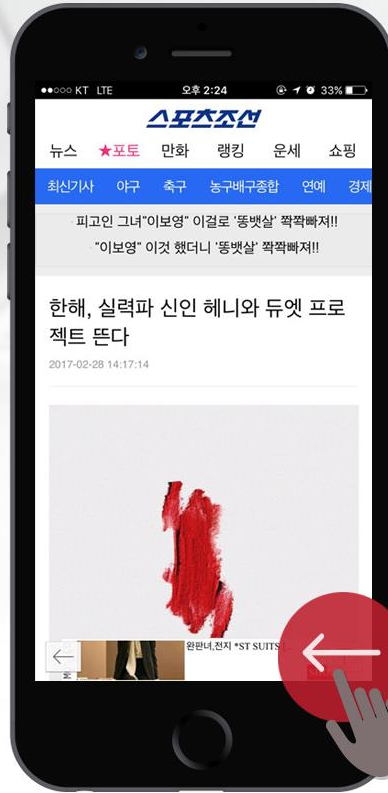 ●●○○○ KT LTE 오후 2:24 33%
스포츠조선
뉴스 ★포토 만화 랭킹 운세 쇼핑
최신기사 야구 축구 농구배구종합 연예 경제
피고인 그녀"이보영" 이걸로 '똥뱃살' 쫙쫙빠져!!
"이보영" 이것 했더니 '똥뱃살' 쫙쫙빠져!!
한해, 실력파 신인 헤니와 듀엣 프로
젝트 뜬다
2017-02-28 14:17:14
완판녀,전지 *ST SUITS